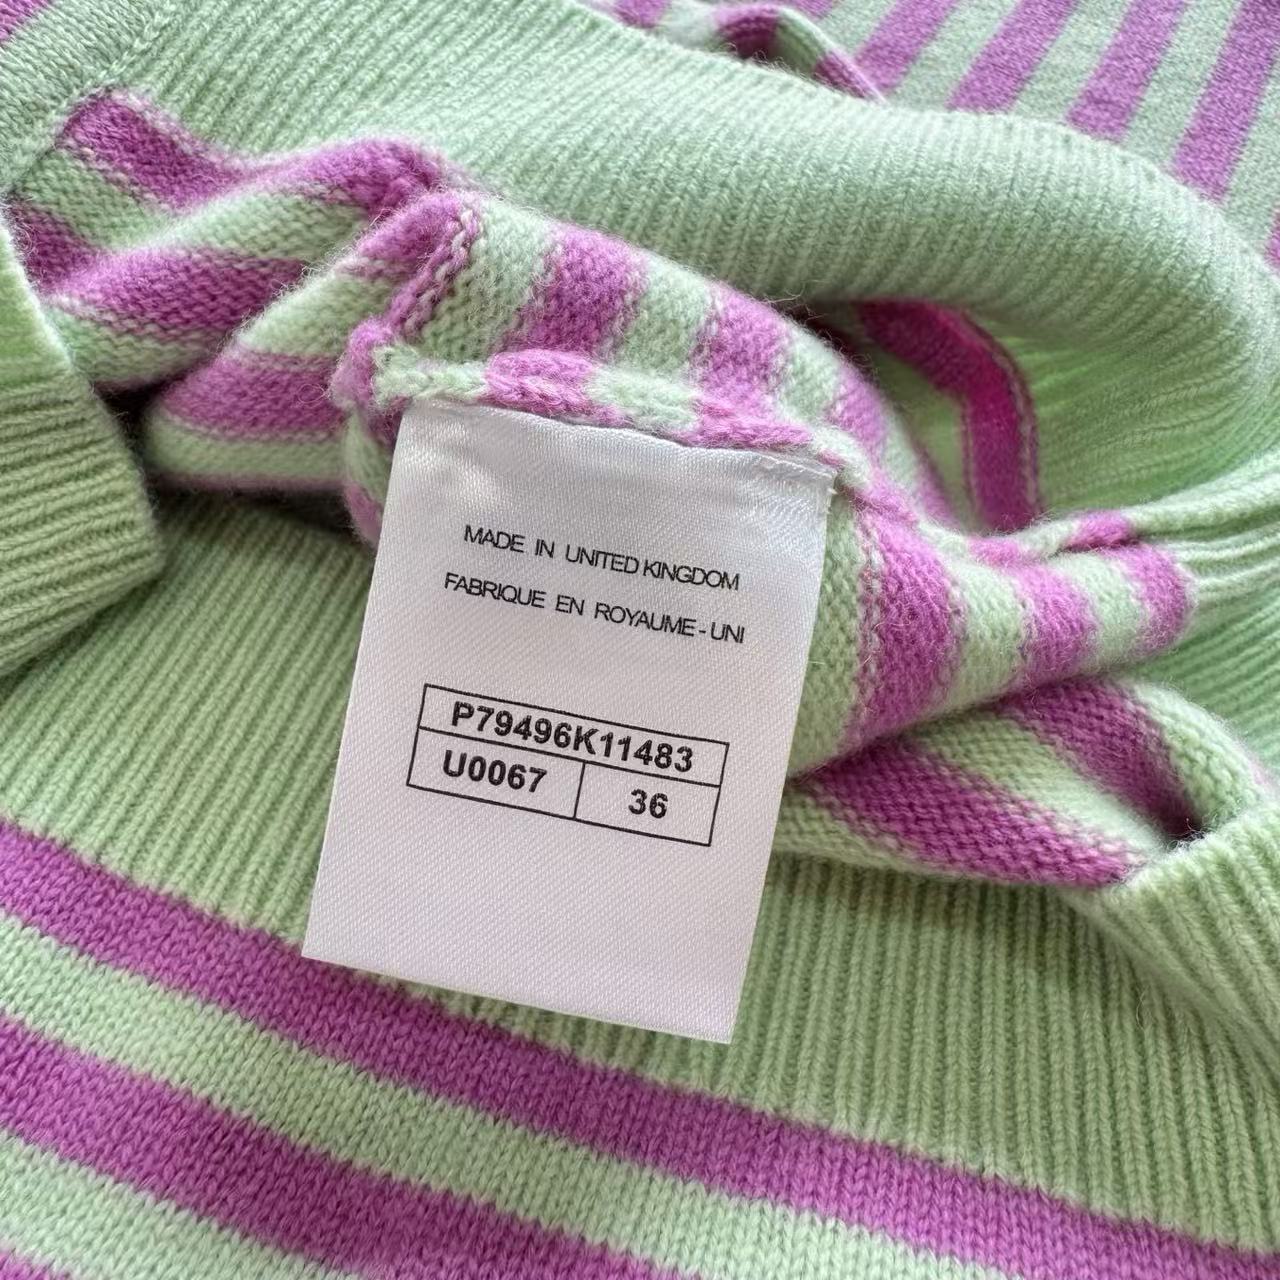 MADE IN UNITED KINGDOM
FABRIQUE EN ROYAUME-UNI
P79496K11483
U0067 36